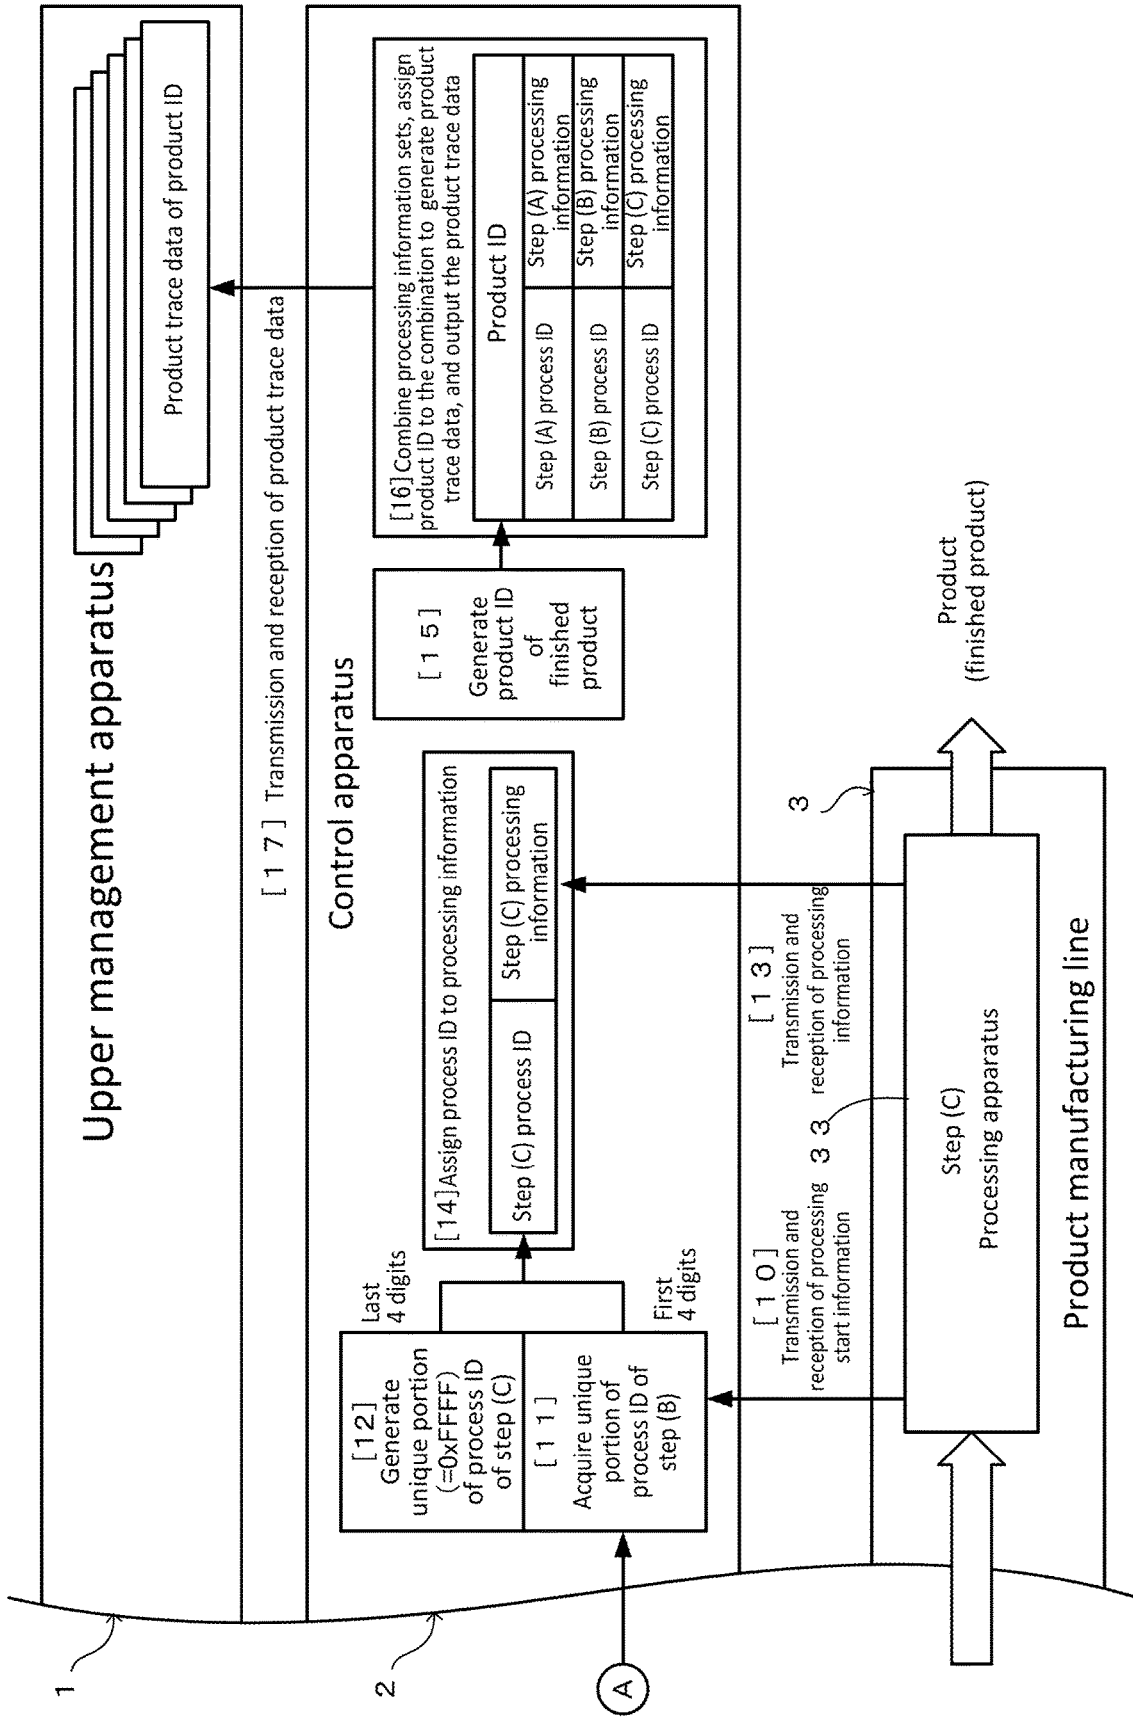 1
Upper management apparatus
Product trace data of product ID
[17] Transmission and reception of product trace data
2
Control apparatus
[12]
Generate
unique portion
(=0xFFFF)
of process ID
of step (C)
[11]
Acquire unique
portion of
process ID of
step (B)
Last
4 digits
First
4 digits
[14]Assign process ID to processing information
Step (C) process ID
Step (C) processing
information
[15]
Generate
product ID
of
finished
product
[16]Combine processing information sets, assign
product ID to the combination to generate product
trace data, and output the product trace data
Product ID
Step (A) process ID
Step (A) processing
information
Step (B) process ID
Step (B) processing
information
Step (C) process ID
Step (C) processing
information
A
[10]
Transmission and
reception of processing
start information
33
[13]
Transmission and
reception of processing
information
3
Step (C)
Processing apparatus
Product manufacturing line
Product
(finished product)